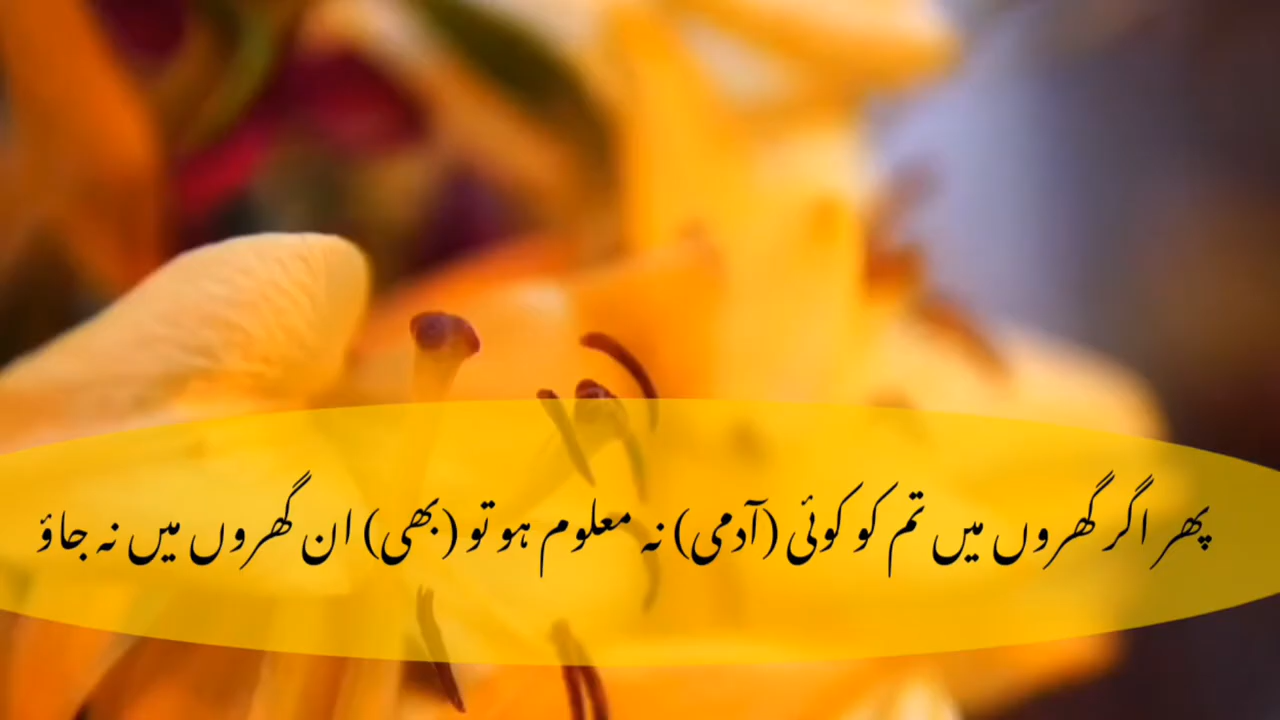 پھر اگر گھروں میں تم کو کوئی (آدمی) نہ معلوم ہو تو (بھی) ان گھروں میں نہ جاؤ